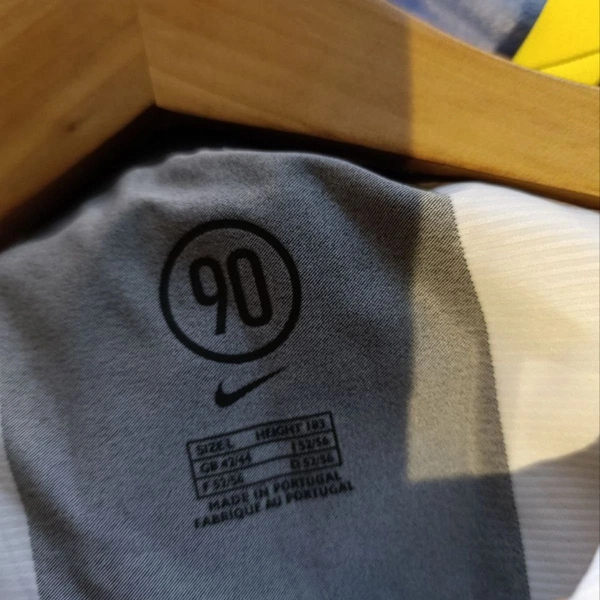 90
SIZE L HEIGHT 183
GB 42/44 I 52/56
F 52/56 D 52/56
MADE IN PORTUGAL
FABRIQUE AU PORTUGAL